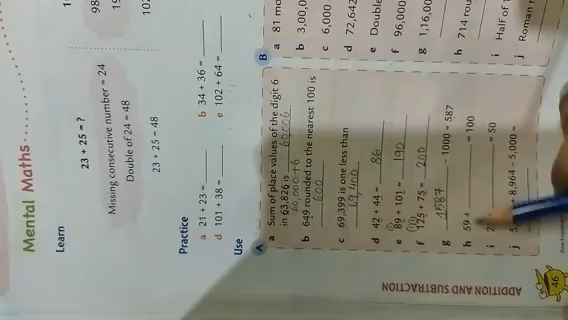 Mental Maths
Learn
23 + 25 = ?
Missing consecutive number = 24
Double of 24 = 48
23 + 25 = 48
Practice
a 21 + 23 =
b 34 + 36 =
d 101 + 38 =
e 102 + 64 =
Use
A
a Sum of place values of the digit 6
in 63,826 is 60006
60,000 + 6
b 649 rounded to the nearest 100 is
600
c 69,399 is one less than
69,400
d 42 + 44 = 86
e 89 + 101 = 190
f 125 + 75 = 200
g 1587 - 1000 = 587
h 59 + = 100
i = 50
j + 8,964 - 5,000 =
B
a 81
b 3,00,0
c 6,000
d 72,642
e Double
f 96,000
g 1,16,00
h 714 rou
i Half of
j Roman
ADDITION AND SUBTRACTION
46